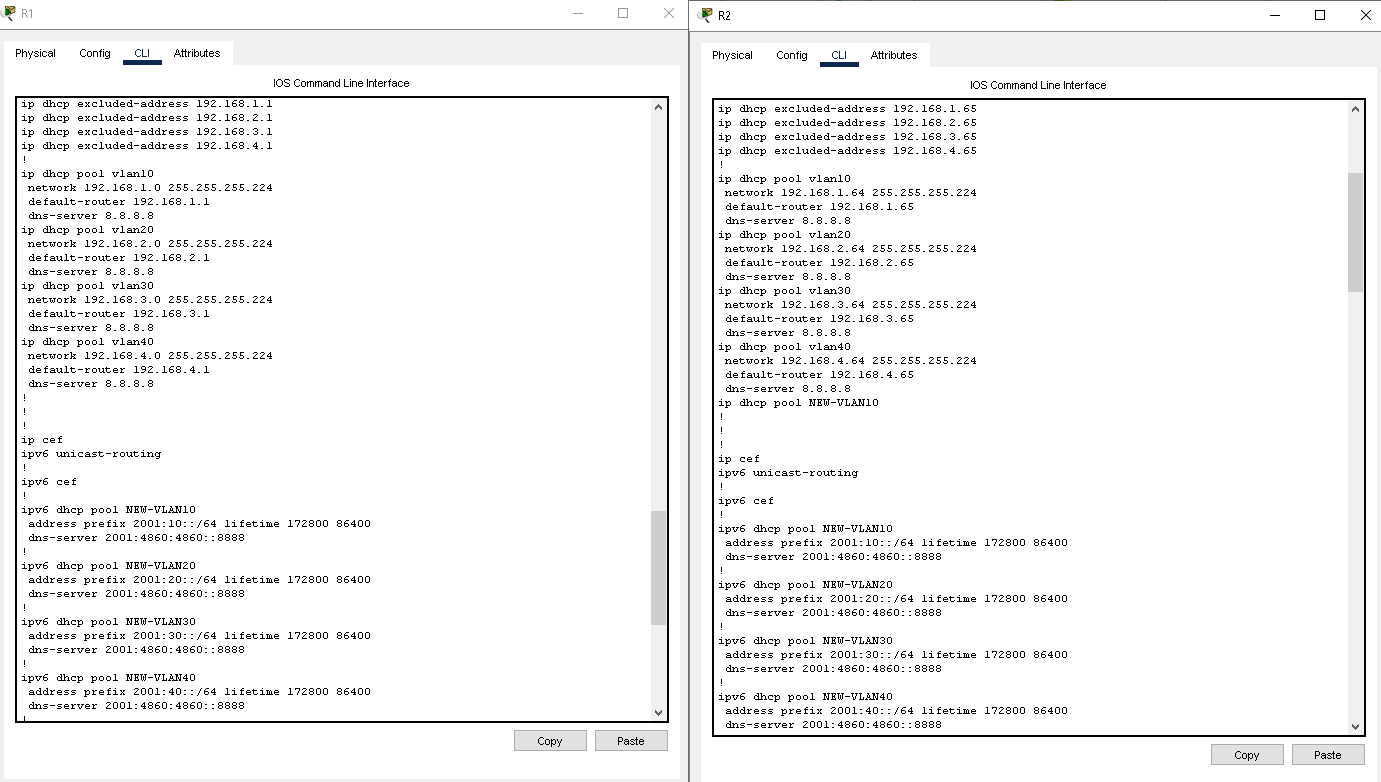 R1
Physical Config CLI Attributes
IOS Command Line Interface
ip dhcp excluded-address 192.168.1.1
ip dhcp excluded-address 192.168.2.1
ip dhcp excluded-address 192.168.3.1
ip dhcp excluded-address 192.168.4.1
!
ip dhcp pool vlan10
 network 192.168.1.0 255.255.255.224
 default-router 192.168.1.1
 dns-server 8.8.8.8
ip dhcp pool vlan20
 network 192.168.2.0 255.255.255.224
 default-router 192.168.2.1
 dns-server 8.8.8.8
ip dhcp pool vlan30
 network 192.168.3.0 255.255.255.224
 default-router 192.168.3.1
 dns-server 8.8.8.8
ip dhcp pool vlan40
 network 192.168.4.0 255.255.255.224
 default-router 192.168.4.1
 dns-server 8.8.8.8
!
!
!
ip cef
ipv6 unicast-routing
!
ipv6 cef
!
ipv6 dhcp pool NEW-VLAN10
 address prefix 2001:10::/64 lifetime 172800 86400
 dns-server 2001:4860:4860::8888
!
ipv6 dhcp pool NEW-VLAN20
 address prefix 2001:20::/64 lifetime 172800 86400
 dns-server 2001:4860:4860::8888
!
ipv6 dhcp pool NEW-VLAN30
 address prefix 2001:30::/64 lifetime 172800 86400
 dns-server 2001:4860:4860::8888
!
ipv6 dhcp pool NEW-VLAN40
 address prefix 2001:40::/64 lifetime 172800 86400
 dns-server 2001:4860:4860::8888
!
Copy Paste
R2
Physical Config CLI Attributes
IOS Command Line Interface
ip dhcp excluded-address 192.168.1.65
ip dhcp excluded-address 192.168.2.65
ip dhcp excluded-address 192.168.3.65
ip dhcp excluded-address 192.168.4.65
!
ip dhcp pool vlan10
 network 192.168.1.64 255.255.255.224
 default-router 192.168.1.65
 dns-server 8.8.8.8
ip dhcp pool vlan20
 network 192.168.2.64 255.255.255.224
 default-router 192.168.2.65
 dns-server 8.8.8.8
ip dhcp pool vlan30
 network 192.168.3.64 255.255.255.224
 default-router 192.168.3.65
 dns-server 8.8.8.8
ip dhcp pool vlan40
 network 192.168.4.64 255.255.255.224
 default-router 192.168.4.65
 dns-server 8.8.8.8
ip dhcp pool NEW-VLAN10
!
!
!
ip cef
ipv6 unicast-routing
!
ipv6 cef
!
ipv6 dhcp pool NEW-VLAN10
 address prefix 2001:10::/64 lifetime 172800 86400
 dns-server 2001:4860:4860::8888
!
ipv6 dhcp pool NEW-VLAN20
 address prefix 2001:20::/64 lifetime 172800 86400
 dns-server 2001:4860:4860::8888
!
ipv6 dhcp pool NEW-VLAN30
 address prefix 2001:30::/64 lifetime 172800 86400
 dns-server 2001:4860:4860::8888
!
ipv6 dhcp pool NEW-VLAN40
 address prefix 2001:40::/64 lifetime 172800 86400
 dns-server 2001:4860:4860::8888
Copy Paste